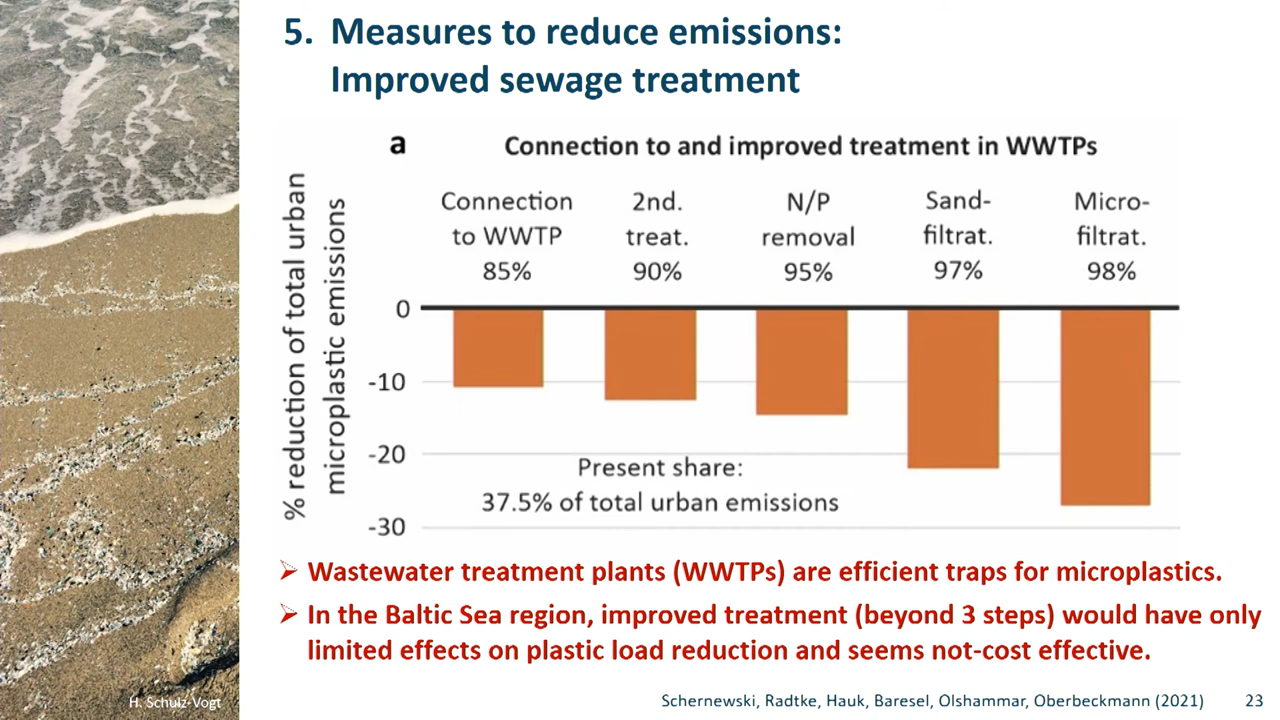 5. Measures to reduce emissions:
Improved sewage treatment
a
Connection to and improved treatment in WWTPs
% reduction of total urban
microplastic emissions
Connection
to WWTP
85%
2nd.
treat.
90%
N/P
removal
95%
Sand-
filtrat.
97%
Micro-
filtrat.
98%
0
-10
-20
-30
Present share:
37.5% of total urban emissions
➢ Wastewater treatment plants (WWTPs) are efficient traps for microplastics.
➢ In the Baltic Sea region, improved treatment (beyond 3 steps) would have only
limited effects on plastic load reduction and seems not-cost effective.
H. Schulz-Vogt
Schernewski, Radtke, Hauk, Baresel, Olshammar, Oberbeckmann (2021)
23